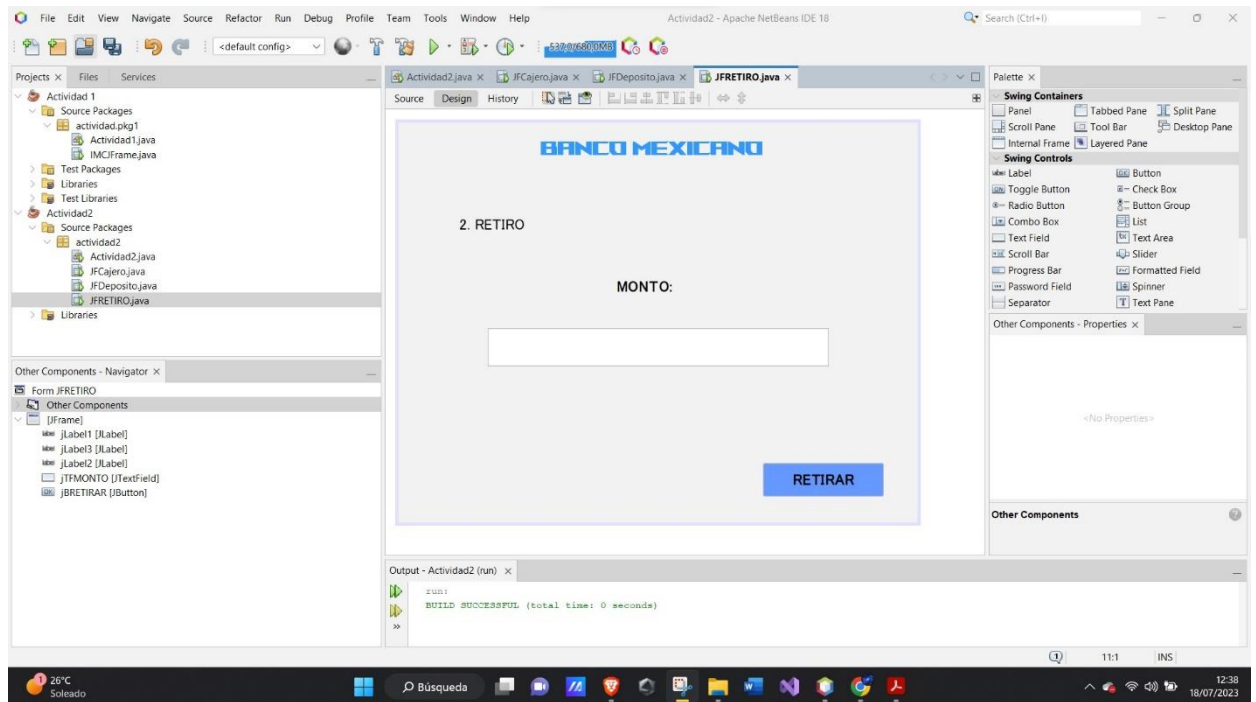 File Edit View Navigate Source Refactor Run Debug Profile Team Tools Window Help
Actividad2 - Apache NetBeans IDE 18
Search (Ctrl+I)
<default config>
537,0/680,0MB
Projects Files Services
Actividad 1
Source Packages
actividad.pkg1
Actividad1.java
IMCJFrame.java
Test Packages
Libraries
Test Libraries
Actividad2
Source Packages
actividad2
Actividad2.java
JFCajero.java
JFDeposito.java
JFRETIRO.java
Libraries
Other Components - Navigator
Form JFRETIRO
Other Components
[JFrame]
jLabel1 [JLabel]
jLabel3 [JLabel]
jLabel2 [JLabel]
jTFMONTO [JTextField]
jBRETIRAR [JButton]
Actividad2.java JFCajero.java JFDeposito.java JFRETIRO.java
Source Design History
BANCO MEXICANO
2. RETIRO
MONTO:
RETIRAR
Output - Actividad2 (run)
run:
BUILD SUCCESSFUL (total time: 0 seconds)
Palette
Swing Containers
Panel Tabbed Pane Split Pane
Scroll Pane Tool Bar Desktop Pane
Internal Frame Layered Pane
Swing Controls
Label Button
Toggle Button Check Box
Radio Button Button Group
Combo Box List
Text Field Text Area
Scroll Bar Slider
Progress Bar Formatted Field
Password Field Spinner
Separator Text Pane
Other Components - Properties
<No Properties>
Other Components
1 11:1 INS
1 26°C
Soleado
Búsqueda
12:38
18/07/2023